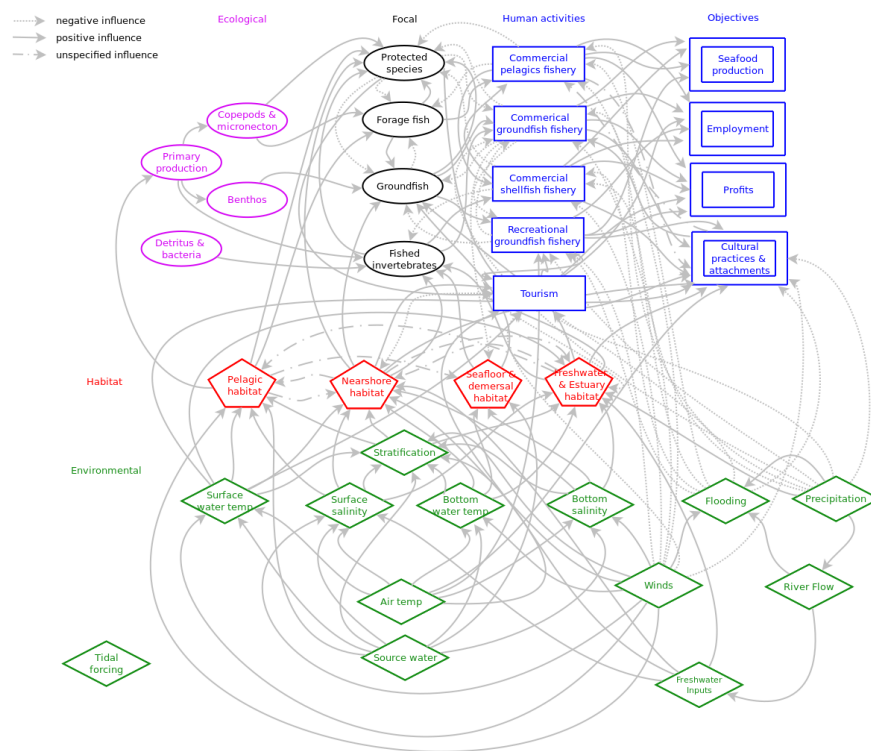 negative influence
positive influence
unspecified influence
Ecological
Focal
Human activities
Objectives
Protected
species
Commercial
pelagics fishery
Seafood
production
Copepods &
micronecton
Forage fish
Commerical
groundfish fishery
Employment
Primary
production
Benthos
Groundfish
Commercial
shellfish fishery
Profits
Detritus &
bacteria
Fished
invertebrates
Recreational
groundfish fishery
Cultural
practices &
attachments
Tourism
Habitat
Pelagic
habitat
Nearshore
habitat
Seafloor &
demersal
habitat
Freshwater
& Estuary
habitat
Environmental
Stratification
Surface
water temp
Surface
salinity
Bottom
water temp
Bottom
salinity
Flooding
Precipitation
Air temp
Winds
River Flow
Tidal
forcing
Source water
Freshwater
Inputs